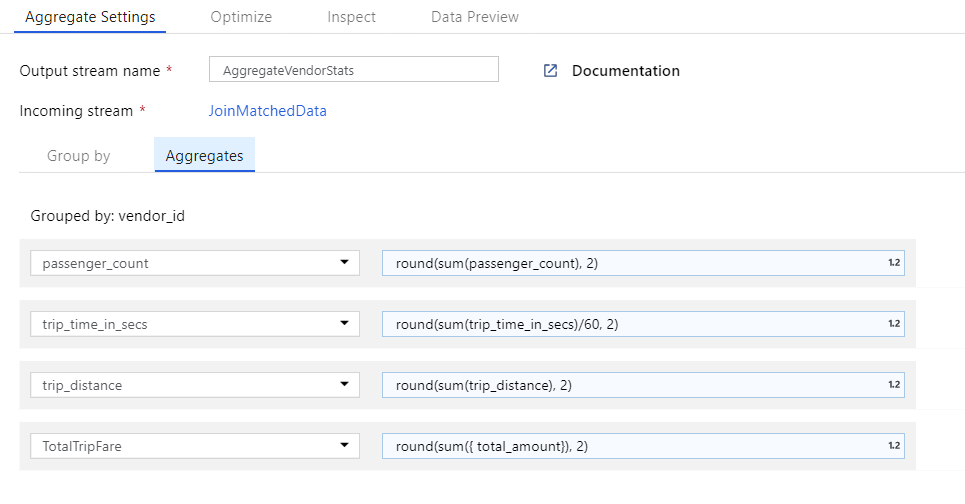 Aggregate Settings Optimize Inspect Data Preview
Output stream name * AggregateVendorStats Documentation
Incoming stream * JoinMatchedData
Group by Aggregates
Grouped by: vendor_id
passenger_count round(sum(passenger_count), 2) 1.2
trip_time_in_secs round(sum(trip_time_in_secs)/60, 2) 1.2
trip_distance round(sum(trip_distance), 2) 1.2
TotalTripFare round(sum({ total_amount}), 2) 1.2